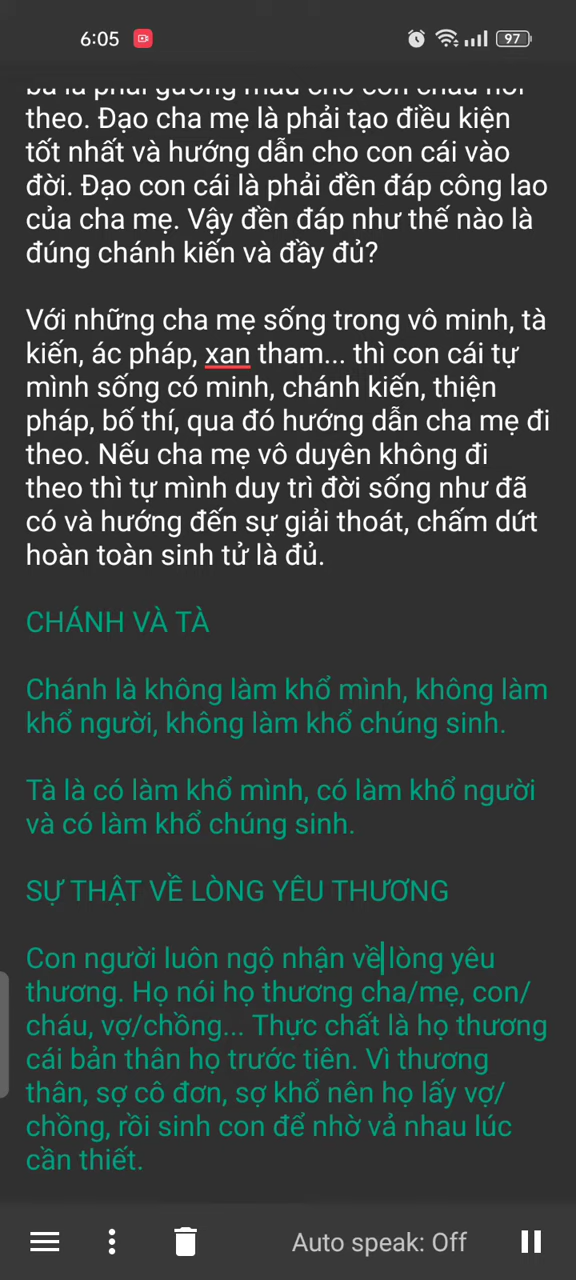 6:05
97
theo. Đạo cha mẹ là phải tạo điều kiện
tốt nhất và hướng dẫn cho con cái vào
đời. Đạo con cái là phải đền đáp công lao
của cha mẹ. Vậy đền đáp như thế nào là
đúng chánh kiến và đầy đủ?
Với những cha mẹ sống trong vô minh, tà
kiến, ác pháp, xan tham... thì con cái tự
mình sống có minh, chánh kiến, thiện
pháp, bố thí, qua đó hướng dẫn cha mẹ đi
theo. Nếu cha mẹ vô duyên không đi
theo thì tự mình duy trì đời sống như đã
có và hướng đến sự giải thoát, chấm dứt
hoàn toàn sinh tử là đủ.
CHÁNH VÀ TÀ
Chánh là không làm khổ mình, không làm
khổ người, không làm khổ chúng sinh.
Tà là có làm khổ mình, có làm khổ người
và có làm khổ chúng sinh.
SỰ THẬT VỀ LÒNG YÊU THƯƠNG
Con người luôn ngộ nhận về lòng yêu
thương. Họ nói họ thương cha/mẹ, con/
cháu, vợ/chồng... Thực chất là họ thương
cái bản thân họ trước tiên. Vì thương
thân, sợ cô đơn, sợ khổ nên họ lấy vợ/
chồng, rồi sinh con để nhờ vả nhau lúc
cần thiết.
Auto speak: Off